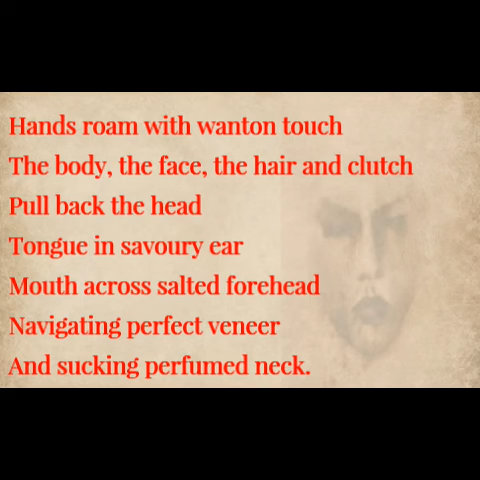 Hands roam with wanton touch
The body, the face, the hair and clutch
Pull back the head
Tongue in savoury ear
Mouth across salted forehead
Navigating perfect veneer
And sucking perfumed neck.